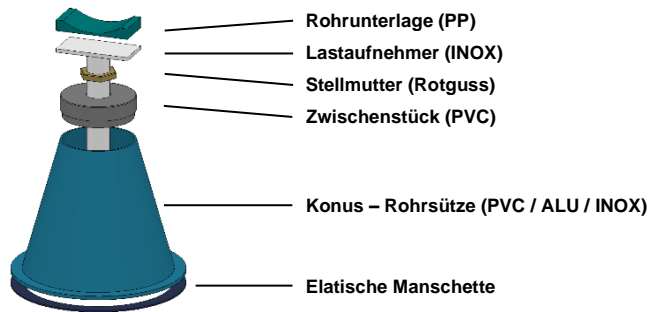 Rohrunterlage (PP)
Lastaufnehmer (INOX)
Stellmutter (Rotguss)
Zwischenstück (PVC)
Konus – Rohrsütze (PVC / ALU / INOX)
Elatische Manschette